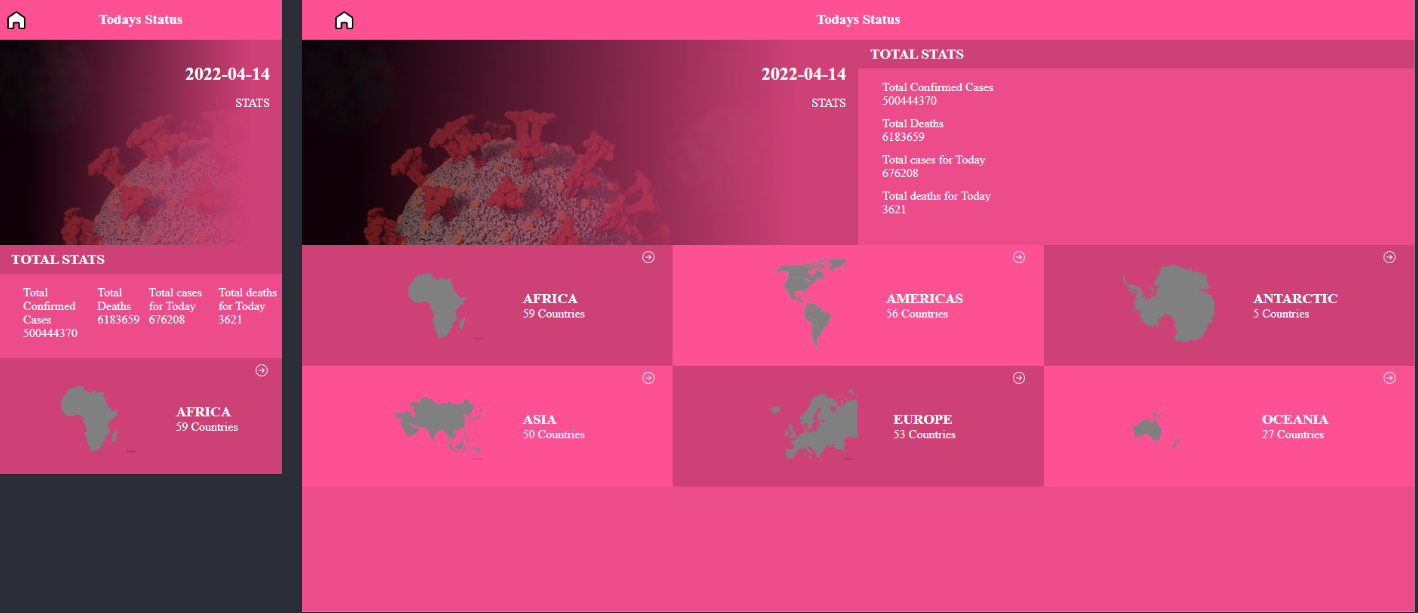 Todays Status
2022-04-14
STATS
TOTAL STATS
Total
Confirmed
Cases
500444370
Total
Deaths
6183659
Total cases
for Today
676208
Total deaths
for Today
3621
AFRICA
59 Countries
Todays Status
2022-04-14
STATS
TOTAL STATS
Total Confirmed Cases
500444370
Total Deaths
6183659
Total cases for Today
676208
Total deaths for Today
3621
AFRICA
59 Countries
AMERICAS
56 Countries
ANTARCTIC
5 Countries
ASIA
50 Countries
EUROPE
53 Countries
OCEANIA
27 Countries